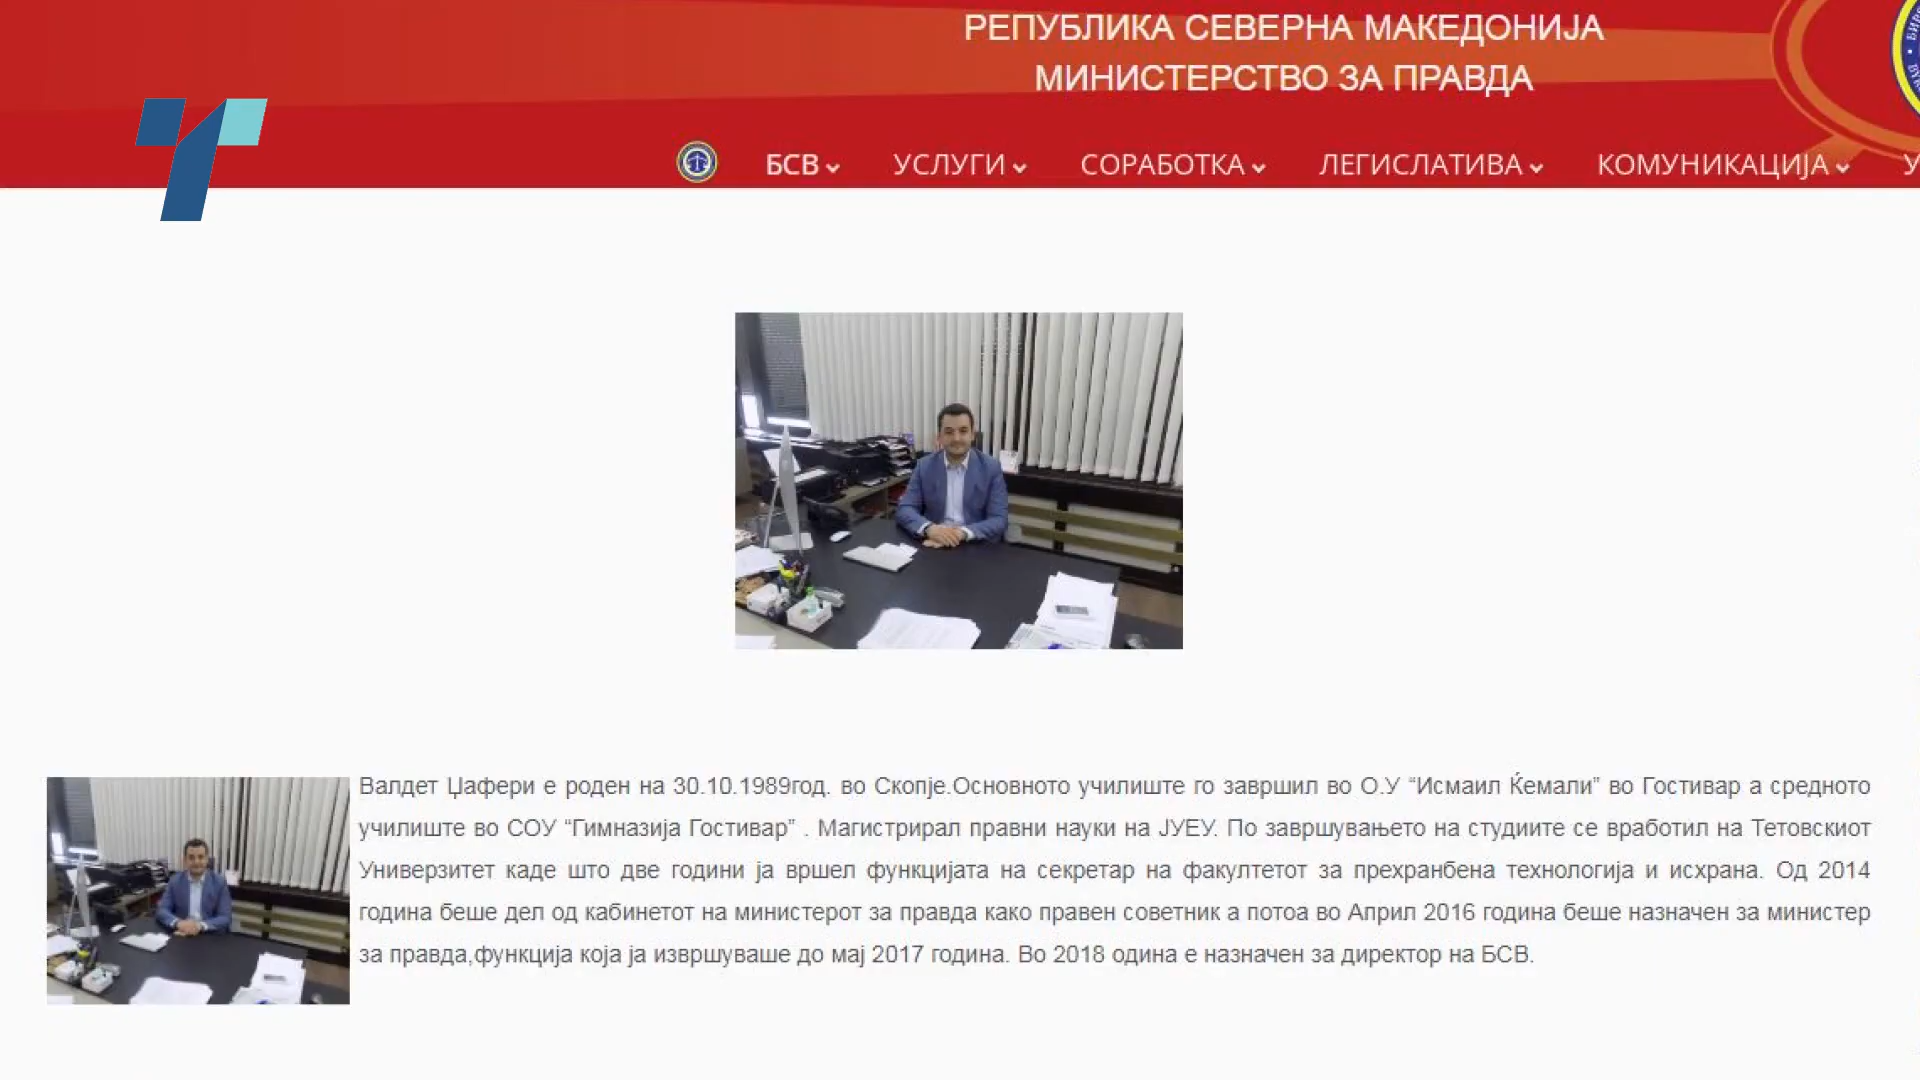 РЕПУБЛИКА СЕВЕРНА МАКЕДОНИЈА
МИНИСТЕРСТВО ЗА ПРАВДА
БСВ УСЛУГИ СОРАБОТКА ЛЕГИСЛАТИВА КОМУНИКАЦИЈА У
Валдет Џафери е роден на 30.10.1989год. во Скопје.Основното училиште го завршил во О.У “Исмаил Ќемали” во Гостивар а средното
училиште во СОУ “Гимназија Гостивар” . Магистрирал правни науки на ЈУЕУ. По завршувањето на студиите се вработил на Тетовскиот
Универзитет каде што две години ја вршел функцијата на секретар на факултетот за прехранбена технологија и исхрана. Од 2014
година беше дел од кабинетот на министерот за правда како правен советник а потоа во Април 2016 година беше назначен за министер
за правда,функција која ја извршуваше до мај 2017 година. Во 2018 одина е назначен за директор на БСВ.